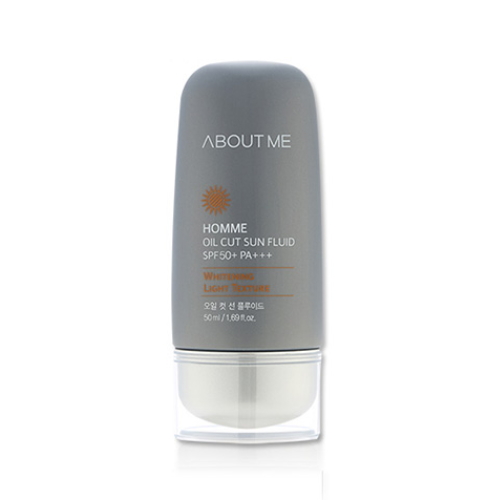 ABOUT ME
HOMME
OIL CUT SUN FLUID
SPF50+ PA+++
WHITENING
LIGHT TEXTURE
오일 컷 선 플루이드
50 ml / 1.69 fl.oz.